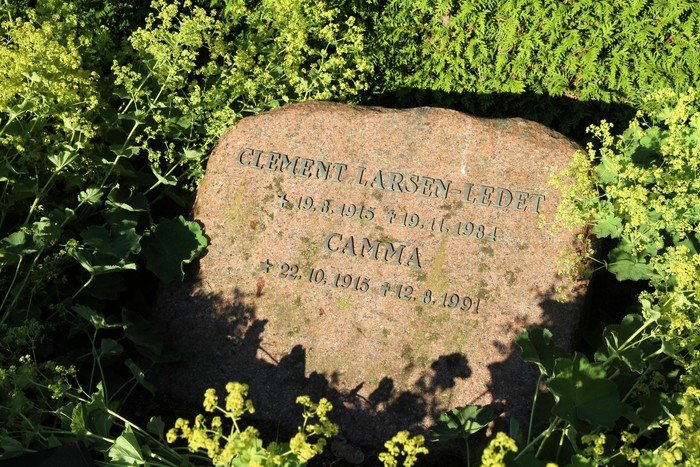 CLEMENT LARSEN-LEDET
✝19.8.1915 ✝19.11.1984
CAMMA
✝22.10.1915 ✝12.8.1991